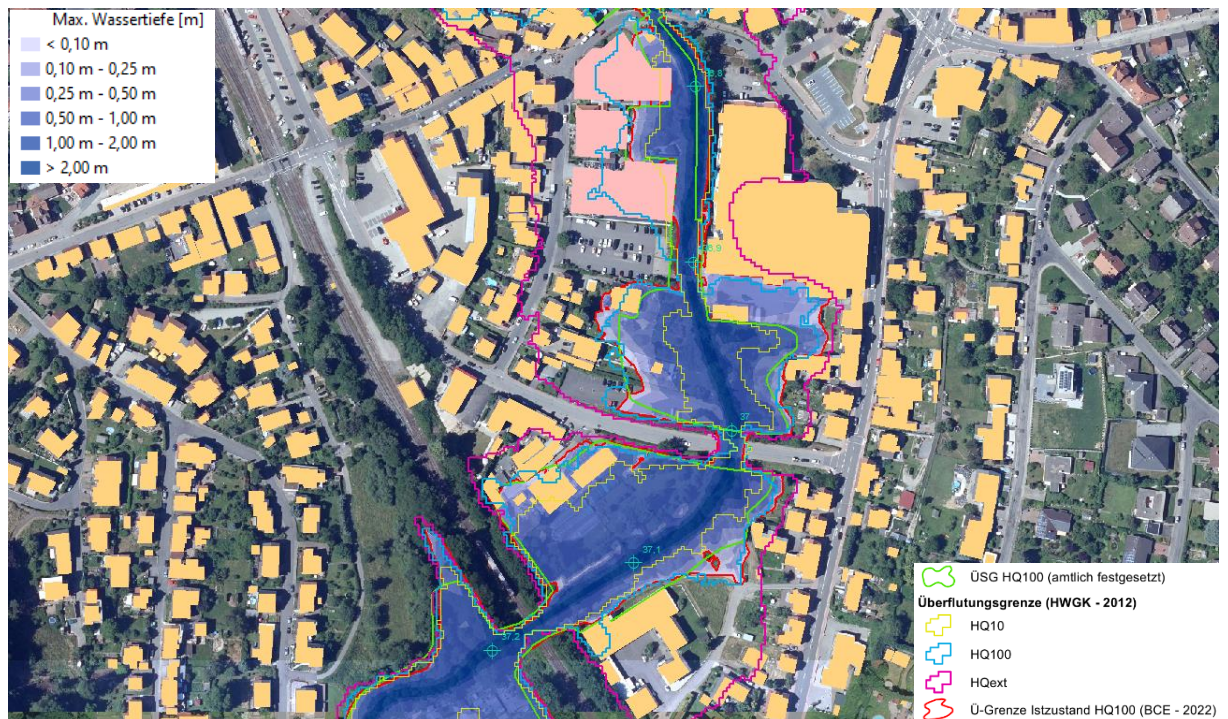 Max. Wassertiefe [m]
< 0,10 m
0,10 m - 0,25 m
0,25 m - 0,50 m
0,50 m - 1,00 m
1,00 m - 2,00 m
> 2,00 m
37
37.1
37.2
ÜSG HQ100 (amtlich festgesetzt)
Überflutungsgrenze (HWGK - 2012)
HQ10
HQ100
HQext
Ü-Grenze Istzustand HQ100 (BCE - 2022)